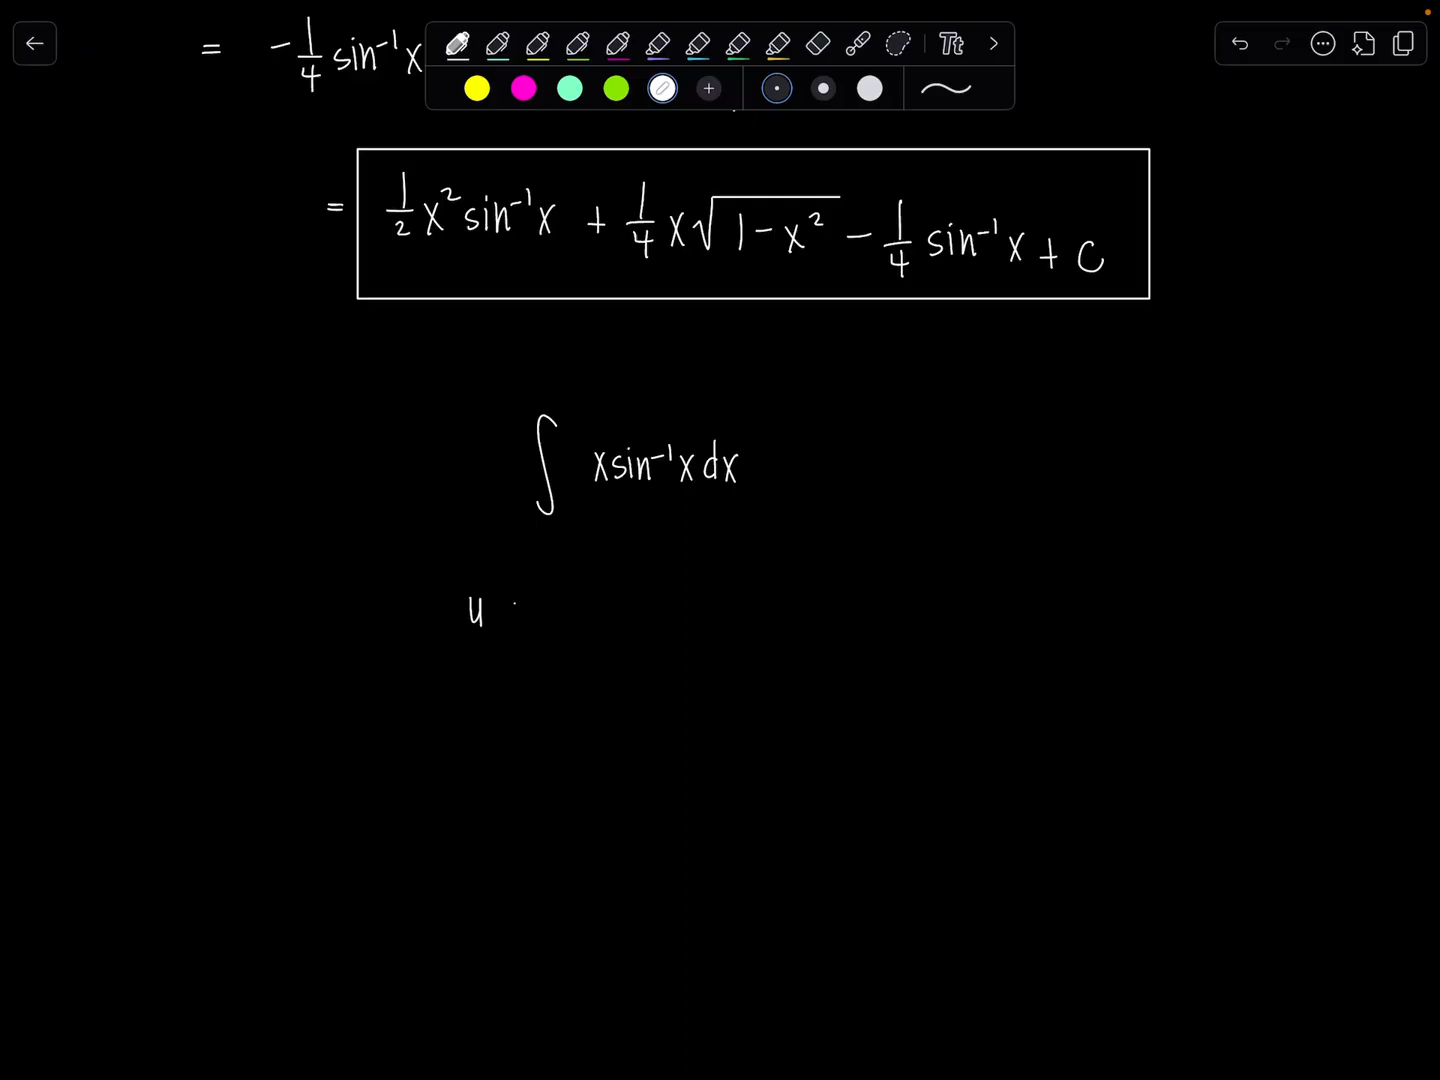 = -1/4 sin⁻¹x
Tt
= 1/2 x² sin⁻¹x + 1/4 x√(1-x²) - 1/4 sin⁻¹x + C
∫ x sin⁻¹x dx
u